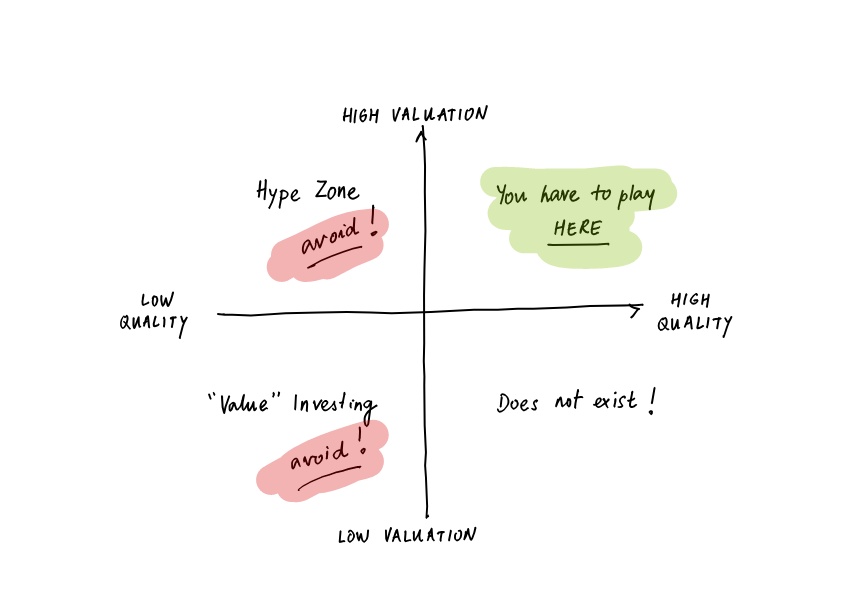 HIGH VALUATION
Hype Zone
avoid!
You have to play
HERE
LOW
QUALITY
HIGH
QUALITY
"Value" Investing
avoid!
Does not exist!
LOW VALUATION